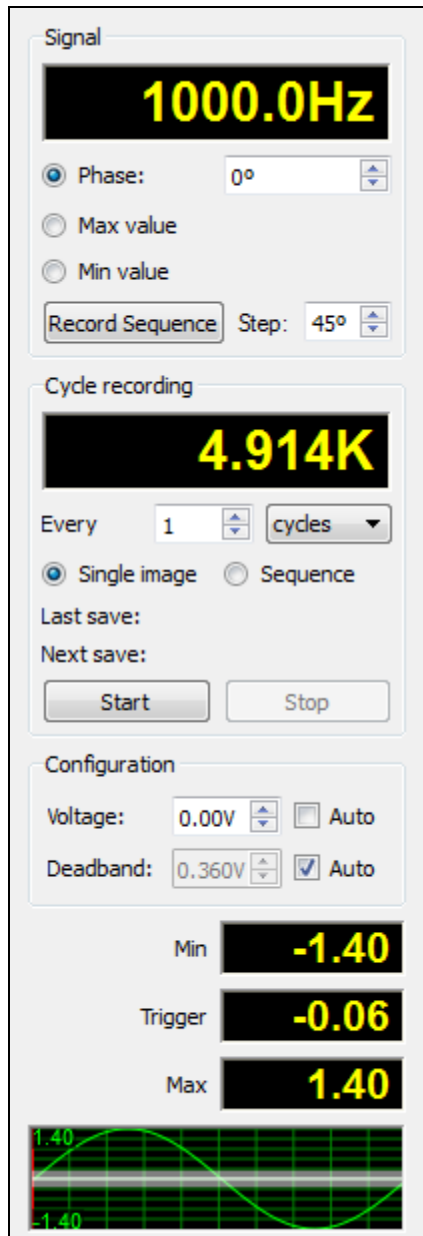 Signal
1000.0Hz
Phase: 0º
Max value
Min value
Record Sequence Step: 45º
Cycle recording
4.914K
Every 1 cycles
Single image Sequence
Last save:
Next save:
Start Stop
Configuration
Voltage: 0.00V Auto
Deadband: 0.360V Auto
Min -1.40
Trigger -0.06
Max 1.40
1.40
-1.40